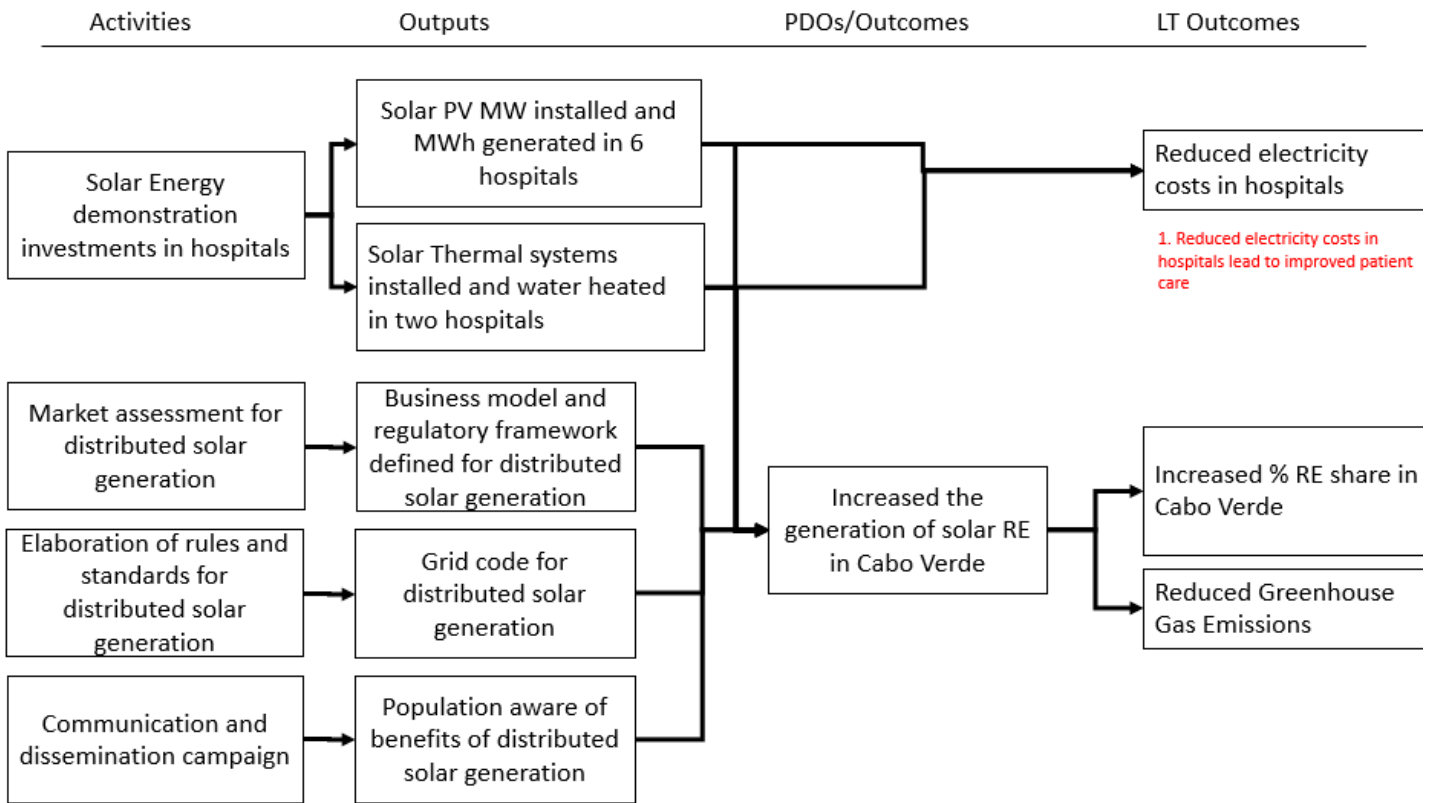 Activities
Outputs
PDOs/Outcomes
LT Outcomes
Solar Energy
demonstration
investments in hospitals
Solar PV MW installed and
MWh generated in 6
hospitals
Solar Thermal systems
installed and water heated
in two hospitals
Reduced electricity
costs in hospitals
1. Reduced electricity costs in
hospitals lead to improved patient
care
Market assessment for
distributed solar
generation
Business model and
regulatory framework
defined for distributed
solar generation
Elaboration of rules and
standards for
distributed solar
generation
Grid code for
distributed solar
generation
Communication and
dissemination campaign
Population aware of
benefits of distributed
solar generation
Increased the
generation of solar RE
in Cabo Verde
Increased % RE share in
Cabo Verde
Reduced Greenhouse
Gas Emissions